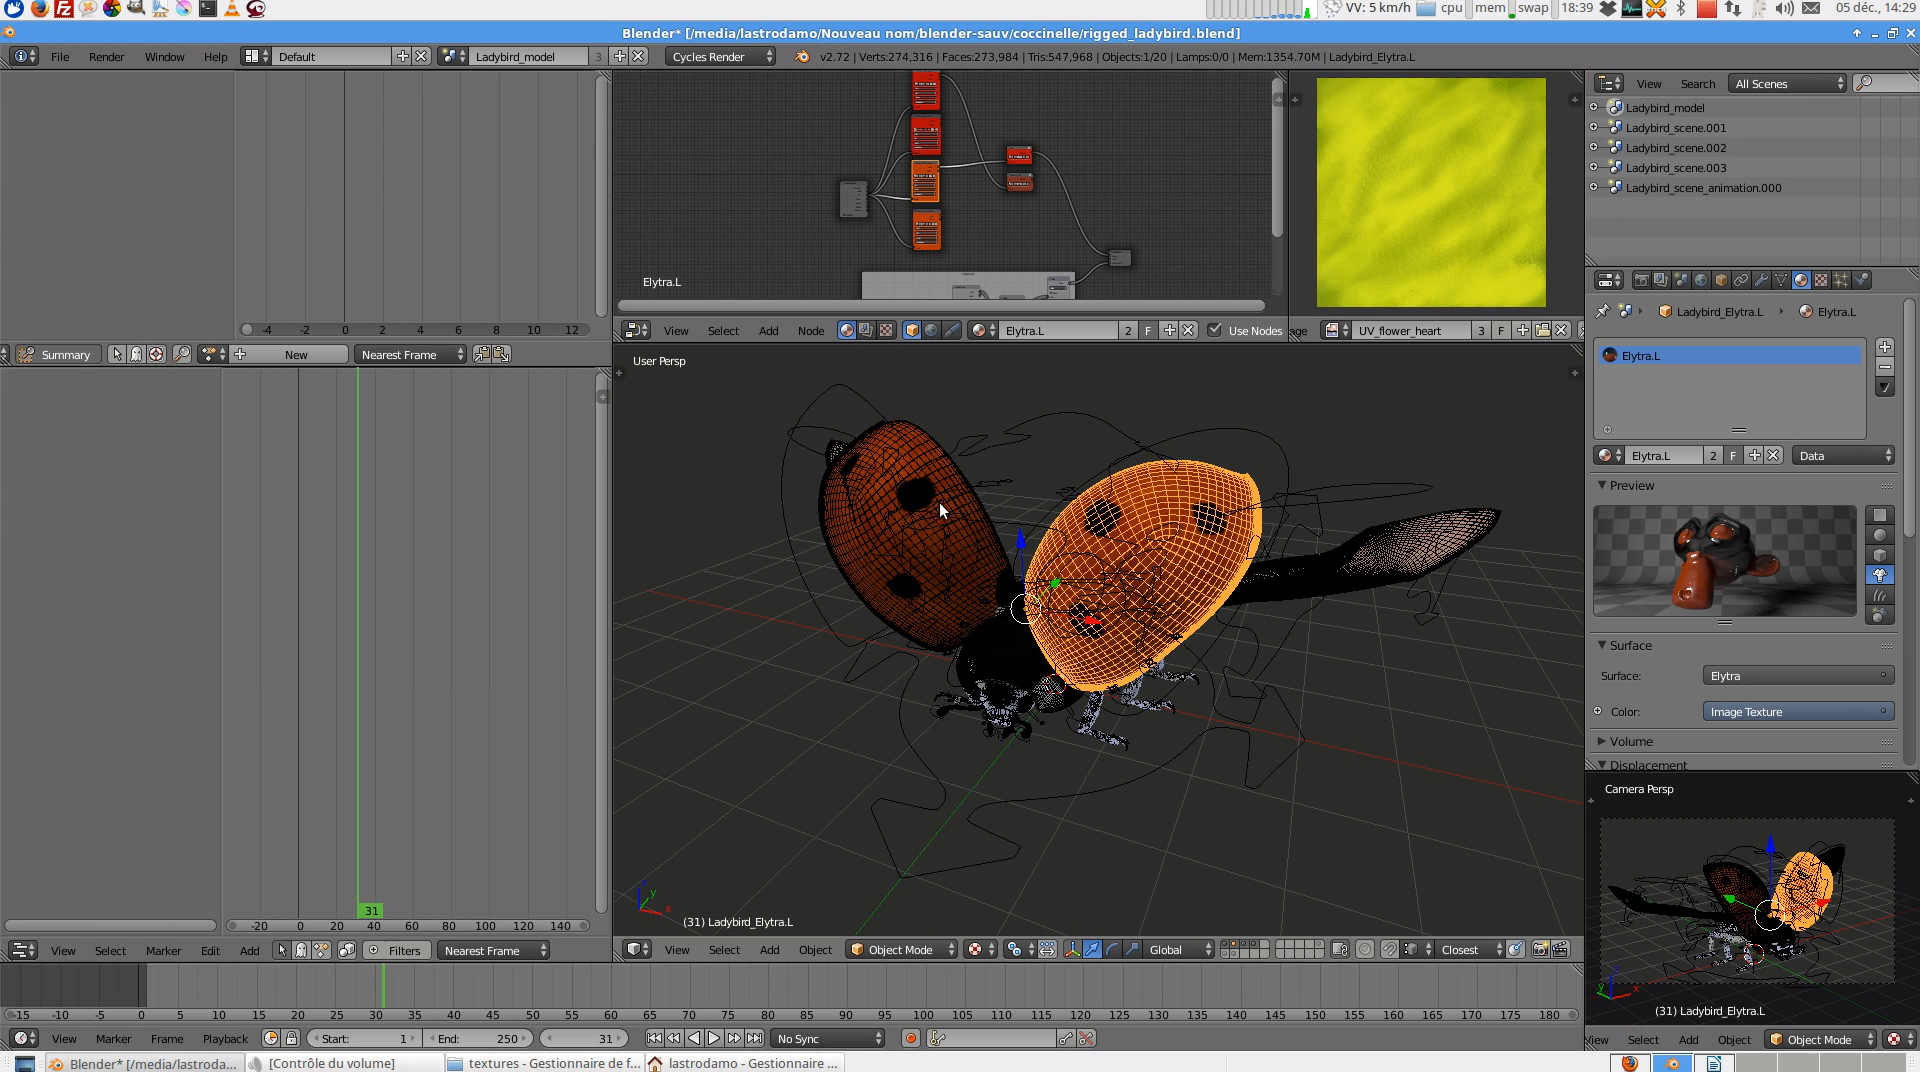 VV: 5 km/h cpu mem swap 18:39 05 déc., 14:29
Blender* [/media/lastrodamo/Nouveau nom/blender-sauv/coccinelle/rigged_ladybird.blend]
File Render Window Help Default Ladybird_model 3 Cycles Render v2.72 | Verts:274,316 | Faces:273,984 | Tris:547,968 | Objects:1/20 | Lamps:0/0 | Mem:1354.70M | Ladybird_Elytra.L
View Search All Scenes
Ladybird_model
Ladybird_scene.001
Ladybird_scene.002
Ladybird_scene.003
Ladybird_scene_animation.000
Elytra.L
-4 -2 0 2 4 6 8 10 12
View Select Add Node Elytra.L 2 F Use Nodes age UV_flower_heart 3 F
Summary New Nearest Frame
Ladybird_Elytra.L Elytra.L
Elytra.L
Elytra.L 2 F Data
Preview
Surface
Surface: Elytra
Color: Image Texture
Volume
Displacement
User Persp
(31) Ladybird_Elytra.L
31
-20 0 20 40 60 80 100 120 140
View Select Marker Edit Add Filters Nearest Frame
View Select Add Object Object Mode Global Closest
Camera Persp
(31) Ladybird_Elytra.L
-15 -10 -5 0 5 10 15 20 25 30 35 40 45 50 55 60 65 70 75 80 85 90 95 100 105 110 115 120 125 130 135 140 145 150 155 160 165 170 175 180
View Marker Frame Playback Start: 1 End: 250 31 No Sync
View Select Add Object Object Mode
Blender* [/media/lastroda... [Contrôle du volume] textures - Gestionnaire de f... lastrodamo - Gestionnaire ...